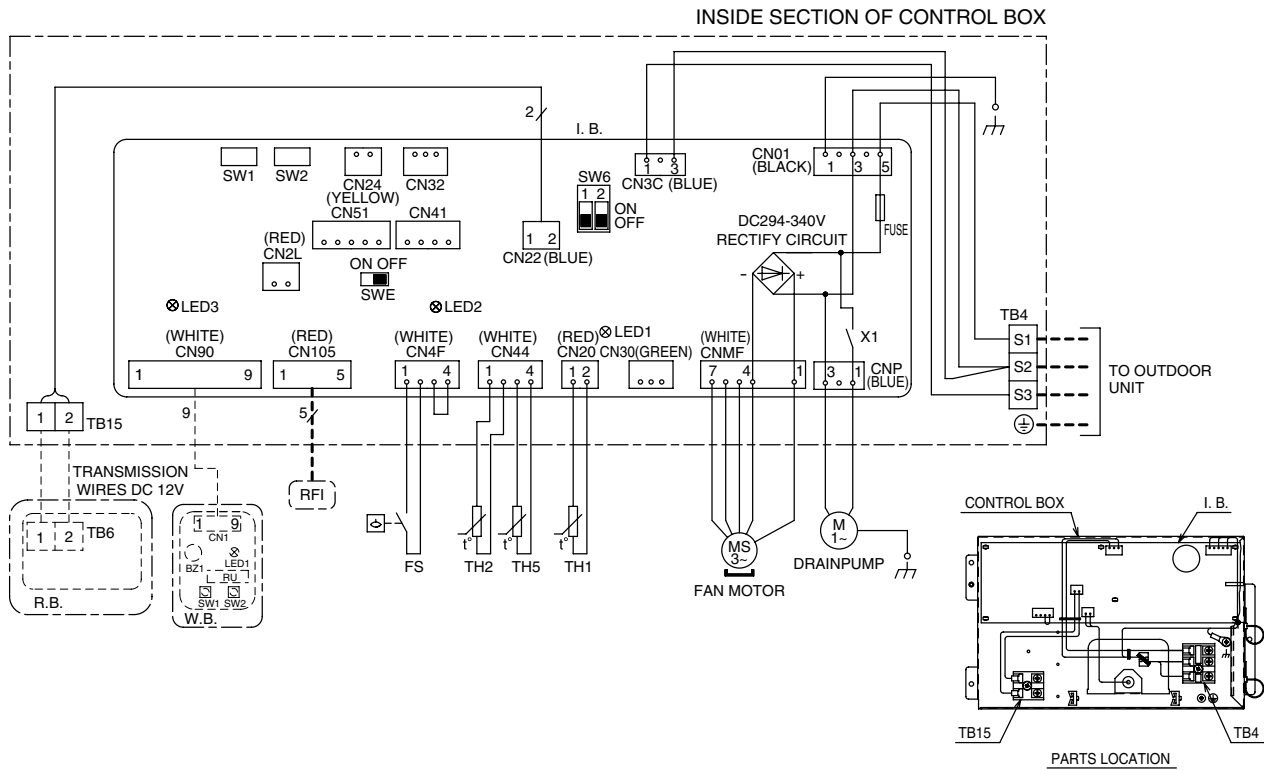 INSIDE SECTION OF CONTROL BOX
2
I. B.
SW1
SW2
CN24
(YELLOW)
CN32
CN51
CN41
SW6
1 2
ON
OFF
1 3
CN3C (BLUE)
CN01
(BLACK)
1 3 5
FUSE
DC294-340V
RECTIFY CIRCUIT
- +
(RED)
CN2L
ON OFF
SWE
1 2
CN22 (BLUE)
LED3
LED2
LED1
X1
(WHITE)
CN90
1 9
(RED)
CN105
1 5
(WHITE)
CN4F
1 4
(WHITE)
CN44
1 4
(RED)
CN20
1 2
CN30(GREEN)
(WHITE)
CNMF
7 4 1
CNP
(BLUE)
3 1
TB4
S1
S2
S3
TO OUTDOOR
UNIT
1 2
TB15
9
5
TRANSMISSION
WIRES DC 12V
1 2
TB6
R.B.
1 9
CN1
BZ1
LED1
RU
SW1 SW2
W.B.
RFI
FS
t°
TH2
t°
TH5
t°
TH1
MS
3~
FAN MOTOR
M
1~
DRAINPUMP
CONTROL BOX
I. B.
TB15
TB4
PARTS LOCATION